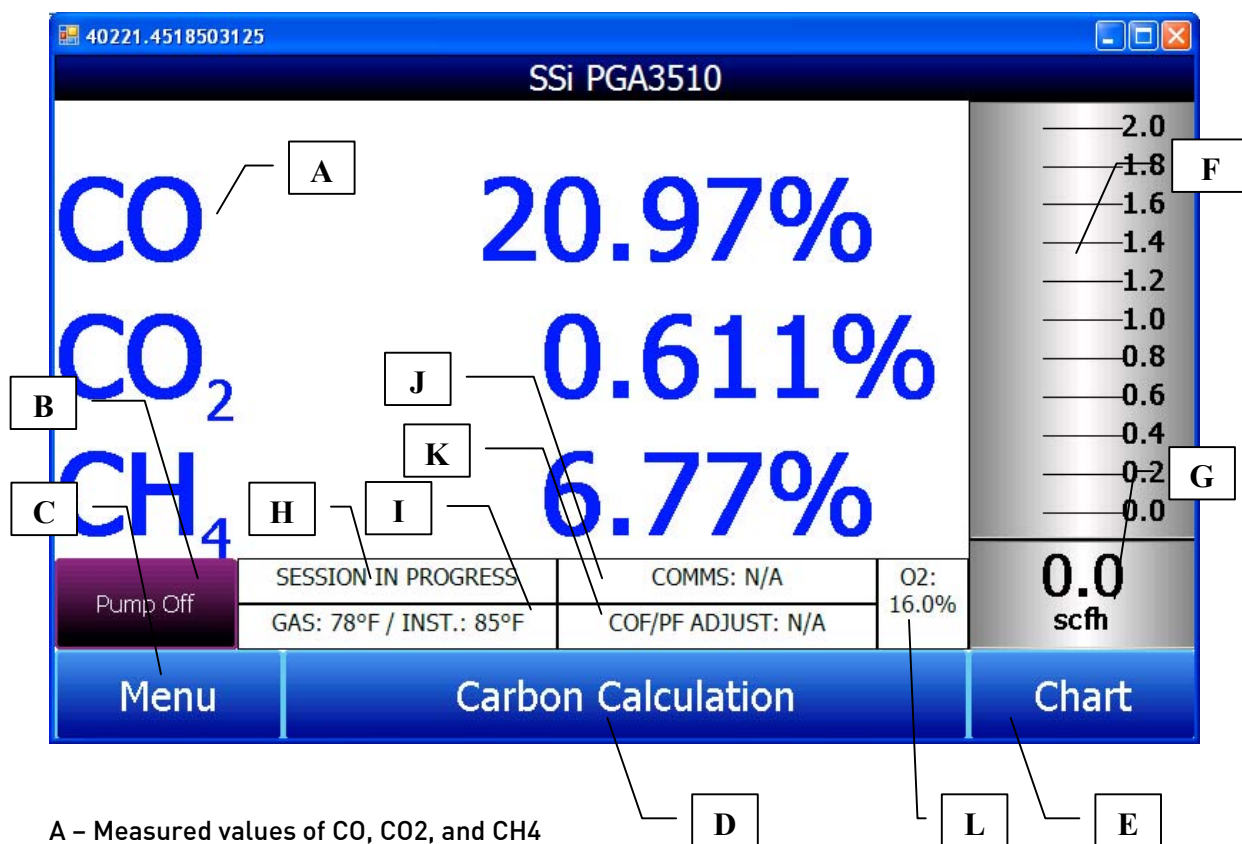 40221.4518503125
SSi PGA3510
2.0
A
1.8
F
CO
20.97%
1.6
1.4
1.2
CO2
0.611%
1.0
0.8
J
B
0.6
0.4
K
CH4
6.77%
0.2
G
C
H
I
0.0
Pump Off
SESSION IN PROGRESS
COMMS: N/A
O2:
16.0%
GAS: 78°F / INST.: 85°F
COF/PF ADJUST: N/A
0.0
scfh
Menu
Carbon Calculation
Chart
D
L
E
A – Measured values of CO, CO2, and CH4